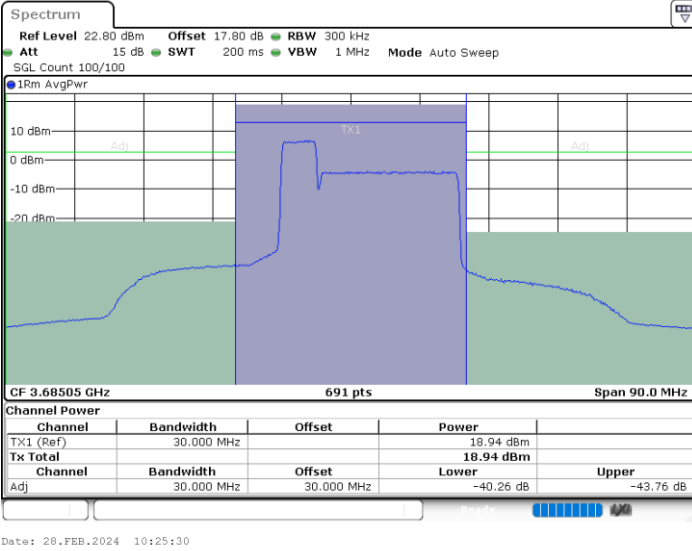 Spectrum
Ref Level 22.80 dBm Offset 17.80 dB RBW 300 kHz
Att 15 dB SWT 200 ms VBW 1 MHz Mode Auto Sweep
SGL Count 100/100
1Rm AvgPwr
TX1
10 dBm
Adj Adj
0 dBm
-10 dBm
-20 dBm
CF 3.68505 GHz 691 pts Span 90.0 MHz
Channel Power
Channel Bandwidth Offset Power
TX1 (Ref) 30.000 MHz 18.94 dBm
Tx Total 18.94 dBm
Channel Bandwidth Offset Lower Upper
Adj 30.000 MHz 30.000 MHz -40.26 dB -43.76 dB
Ready
Date: 28.FEB.2024 10:25:30